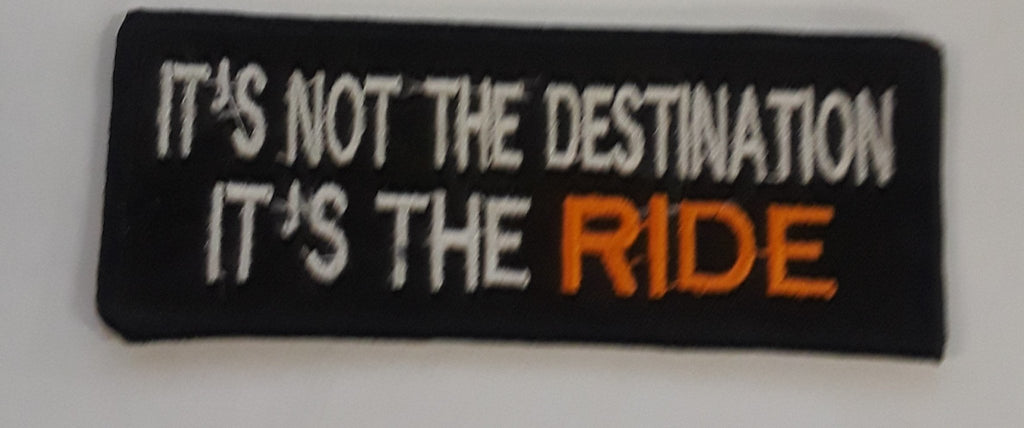 IT'S NOT THE DESTINATION
IT'S THE RIDE